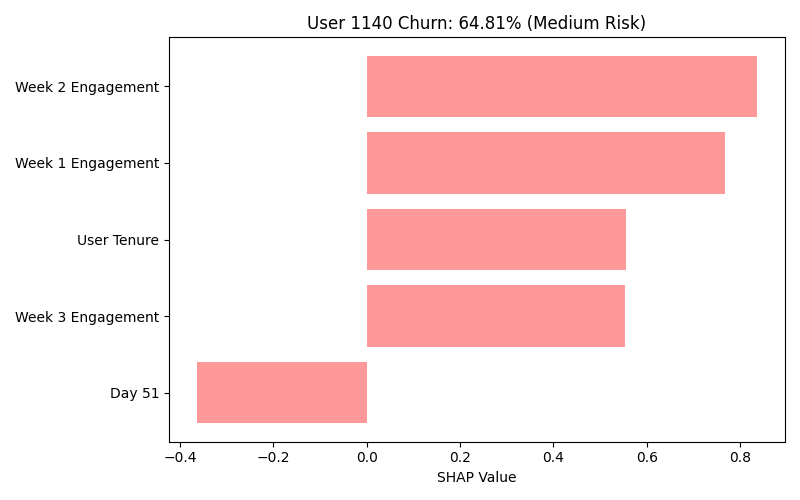 User 1140 Churn: 64.81% (Medium Risk)
Week 2 Engagement
Week 1 Engagement
User Tenure
Week 3 Engagement
Day 51
−0.4 −0.2 0.0 0.2 0.4 0.6 0.8
SHAP Value